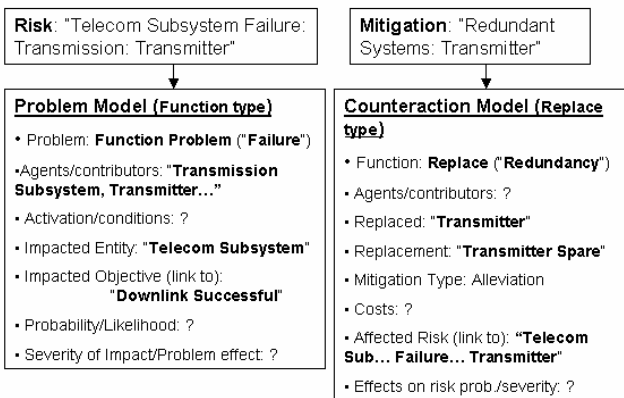 Risk: "Telecom Subsystem Failure:
Transmission: Transmitter"
Mitigation: "Redundant
Systems: Transmitter"
Problem Model (Function type)
• Problem: Function Problem ("Failure")
▪Agents/contributors: "Transmission
Subsystem, Transmitter…”
▪ Activation/conditions: ?
▪ Impacted Entity: "Telecom Subsystem"
▪ Impacted Objective (link to):
"Downlink Successful"
▪ Probability/Likelihood: ?
▪ Severity of Impact/Problem effect: ?
Counteraction Model (Replace
type)
• Function: Replace ("Redundancy")
▪ Agents/contributors: ?
▪ Replaced: "Transmitter"
▪ Replacement: "Transmitter Spare"
▪ Mitigation Type: Alleviation
▪ Costs: ?
▪ Affected Risk (link to): “Telecom
Sub… Failure… Transmitter"
▪ Effects on risk prob./severity: ?